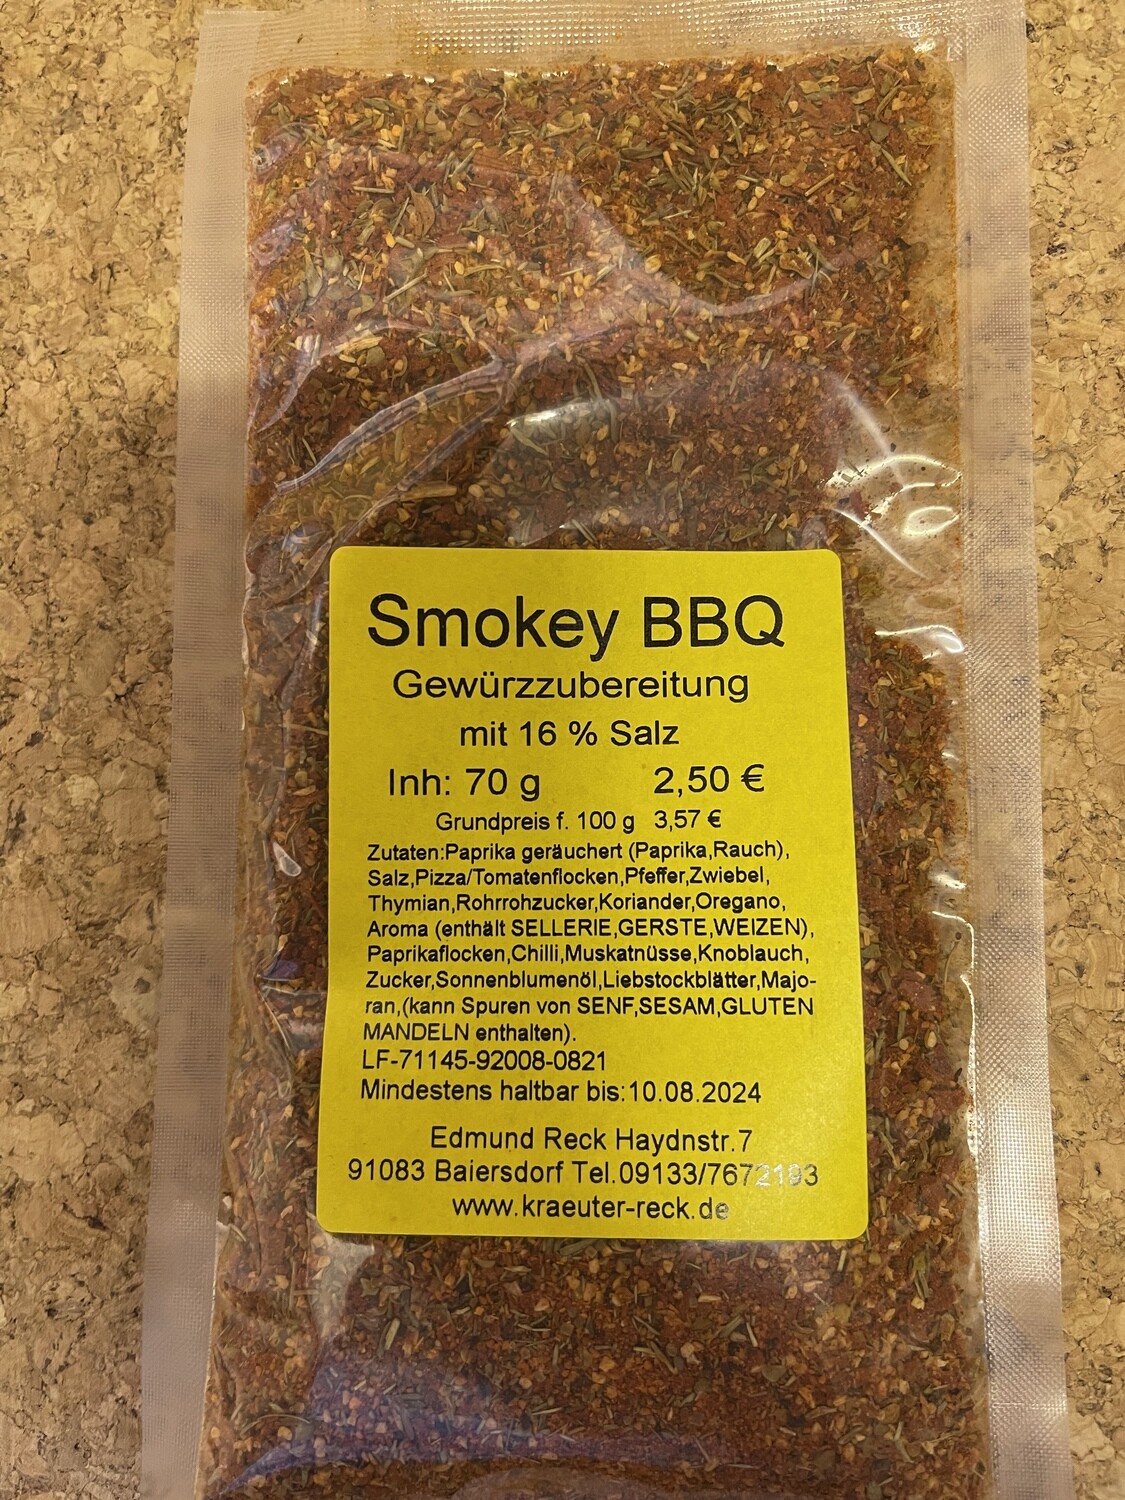 Smokey BBQ
Gewürzzubereitung
mit 16 % Salz
Inh: 70 g 2,50 €
Grundpreis f. 100 g 3,57 €
Zutaten:Paprika geräuchert (Paprika,Rauch),
Salz,Pizza/Tomatenflocken,Pfeffer,Zwiebel,
Thymian,Rohrrohzucker,Koriander,Oregano,
Aroma (enthält SELLERIE,GERSTE,WEIZEN),
Paprikaflocken,Chilli,Muskatnüsse,Knoblauch,
Zucker,Sonnenblumenöl,Liebstockblätter,Majo-
ran,(kann Spuren von SENF,SESAM,GLUTEN
MANDELN enthalten).
LF-71145-92008-0821
Mindestens haltbar bis:10.08.2024
Edmund Reck Haydnstr.7
91083 Baiersdorf Tel.09133/7672193
www.kraeuter-reck.de